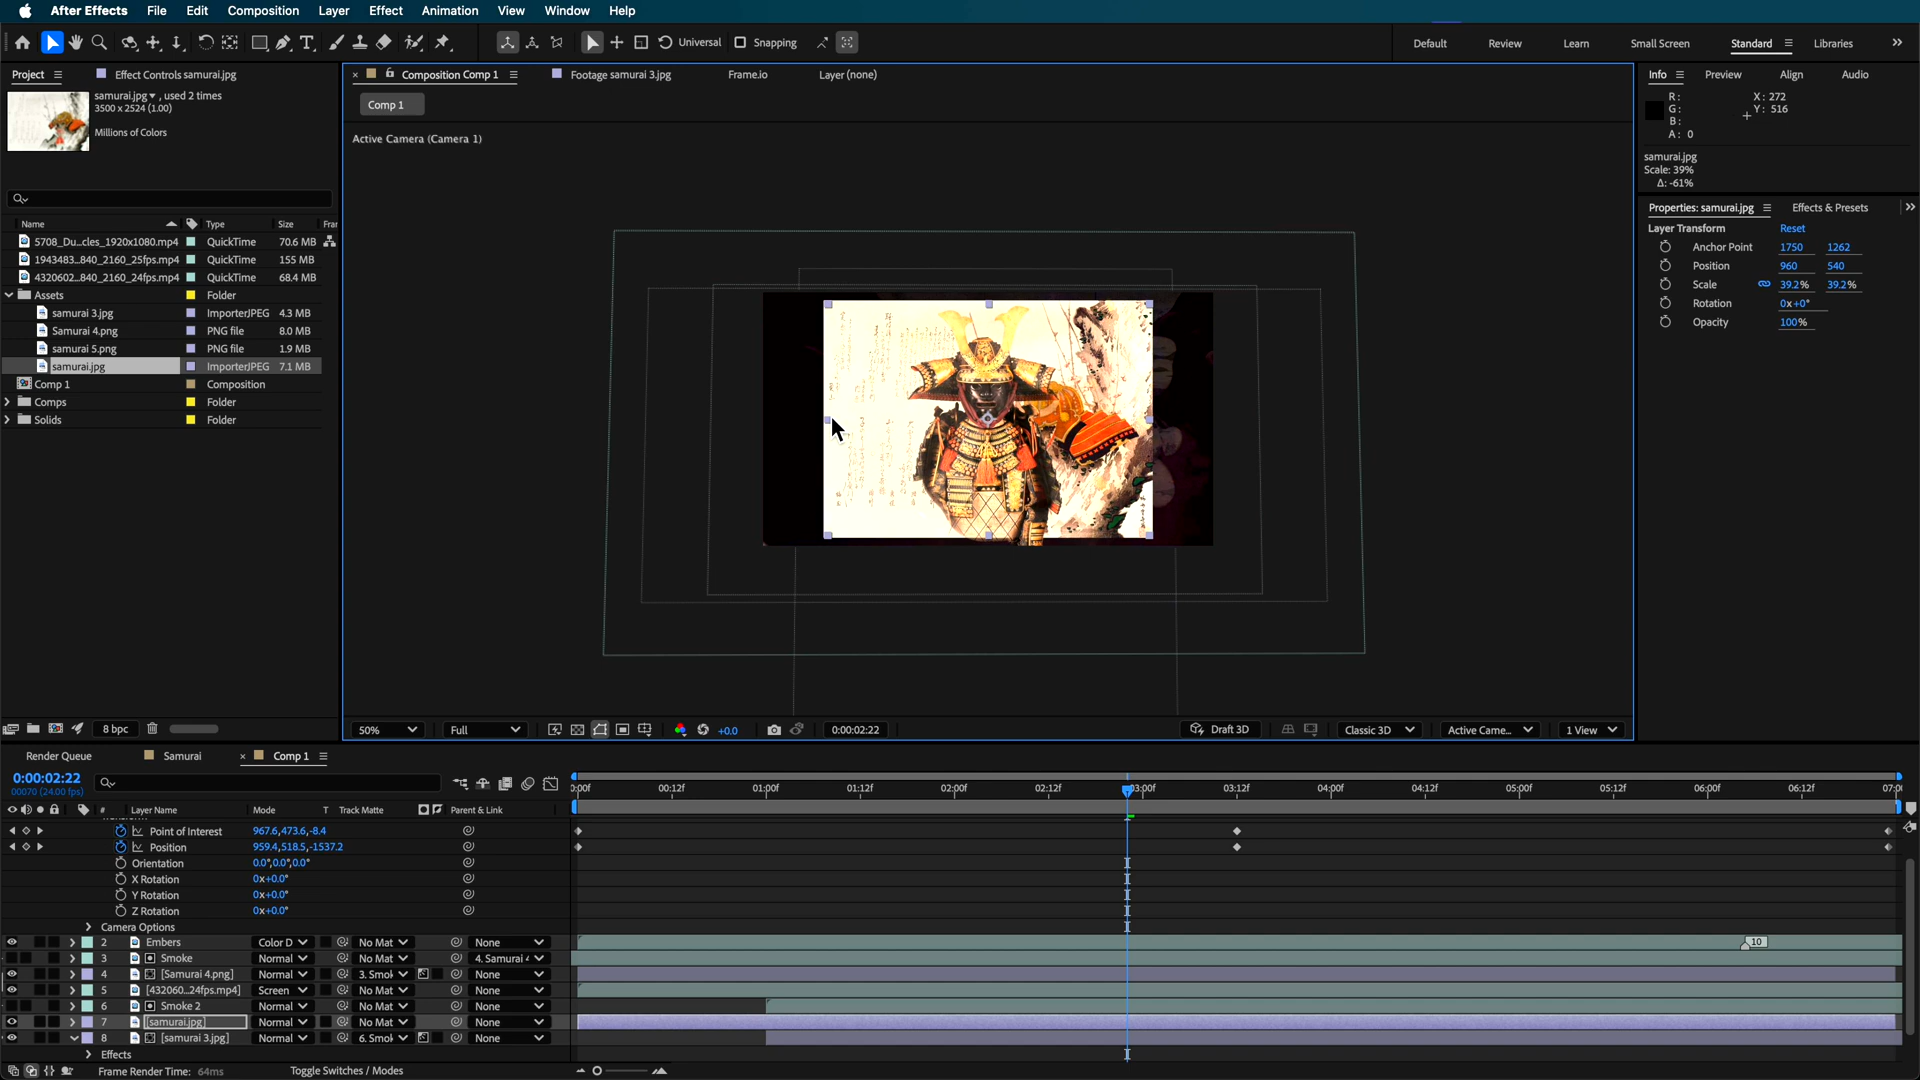 After Effects File Edit Composition Layer Effect Animation View Window Help
Universal Snapping Default Review Learn Small Screen Standard Libraries
Project Effect Controls samurai.jpg
samurai.jpg , used 2 times
3500 x 2524 (1.00)
Millions of Colors
Name Type Size Frar
5708_Du...cles_1920x1080.mp4 QuickTime 70.6 MB
1943483...840_2160_25fps.mp4 QuickTime 155 MB
4320602...840_2160_24fps.mp4 QuickTime 68.4 MB
Assets Folder
samurai 3.jpg ImporterJPEG 4.3 MB
Samurai 4.png PNG file 8.0 MB
samurai 5.png PNG file 1.9 MB
samurai.jpg ImporterJPEG 7.1 MB
Comp 1 Composition
Comps Folder
Solids Folder
8 bpc
Composition Comp 1 Footage samurai 3.jpg Frame.io Layer (none)
Comp 1
Active Camera (Camera 1)
50% Full +0.0 0:00:02:22 Draft 3D Classic 3D Active Came... 1 View
Info Preview Align Audio
R: X: 272
G: Y: 516
B:
A: 0
samurai.jpg
Scale: 39%
Δ: -61%
Properties: samurai.jpg Effects & Presets
Layer Transform Reset
Anchor Point 1750 1262
Position 960 540
Scale 39.2% 39.2%
Rotation 0x+0°
Opacity 100%
Render Queue Samurai Comp 1
0:00:02:22
00070 (24.00 fps)
:00f 00:12f 01:00f 01:12f 02:00f 02:12f 03:00f 03:12f 04:00f 04:12f 05:00f 05:12f 06:00f 06:12f 07:0(
# Layer Name Mode T Track Matte Parent & Link
Point of Interest 967.6,473.6,-8.4
Position 959.4,518.5,-1537.2
Orientation 0.0°,0.0°,0.0°
X Rotation 0x+0.0°
Y Rotation 0x+0.0°
Z Rotation 0x+0.0°
Camera Options
2 Embers Color D No Mat None 10
3 Smoke Normal No Mat 4. Samurai
4 [Samurai 4.png] Normal 3. Smol None
5 [432060...24fps.mp4] Screen No Mat None
6 Smoke 2 Normal No Mat None
7 [samurai.jpg] Normal No Mat None
8 [samurai 3.jpg] Normal 6. Smol None
Effects
Frame Render Time: 64ms Toggle Switches / Modes